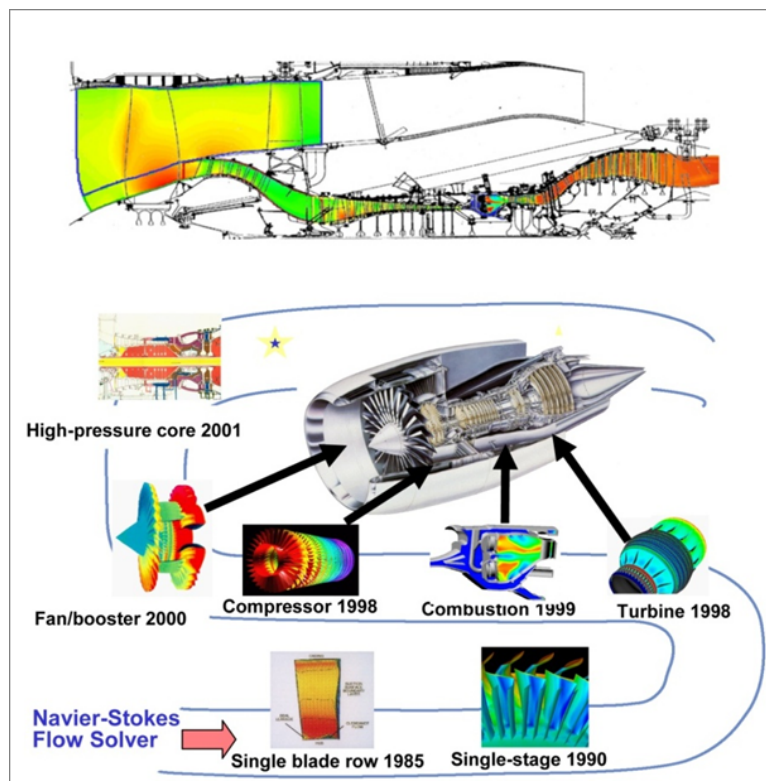 High-pressure core 2001
Fan/booster 2000
Compressor 1998
Combustion 1999
Turbine 1998
Navier-Stokes
Flow Solver
Single blade row 1985
Single-stage 1990